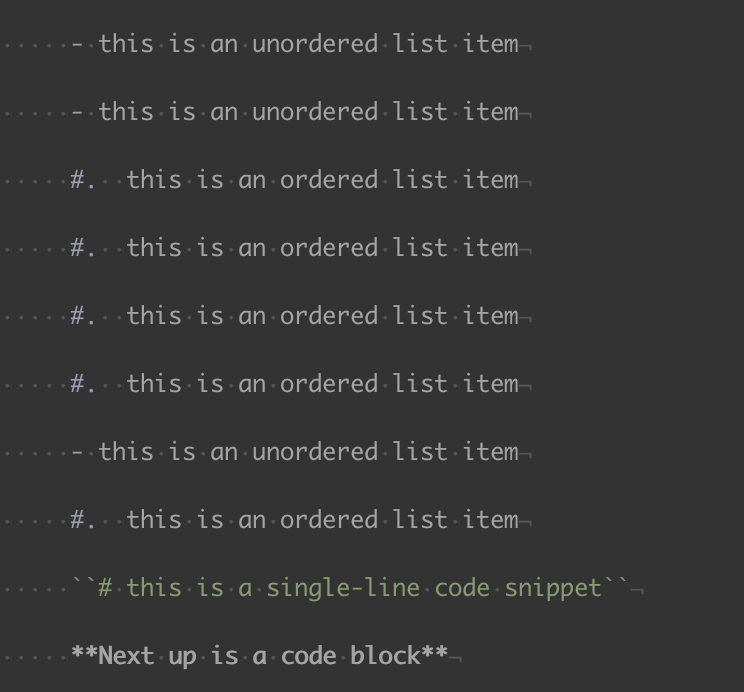 - this is an unordered list item
- this is an unordered list item
#.  this is an ordered list item
#.  this is an ordered list item
#.  this is an ordered list item
#.  this is an ordered list item
- this is an unordered list item
#.  this is an ordered list item
``# this is a single-line code snippet``
**Next up is a code block**